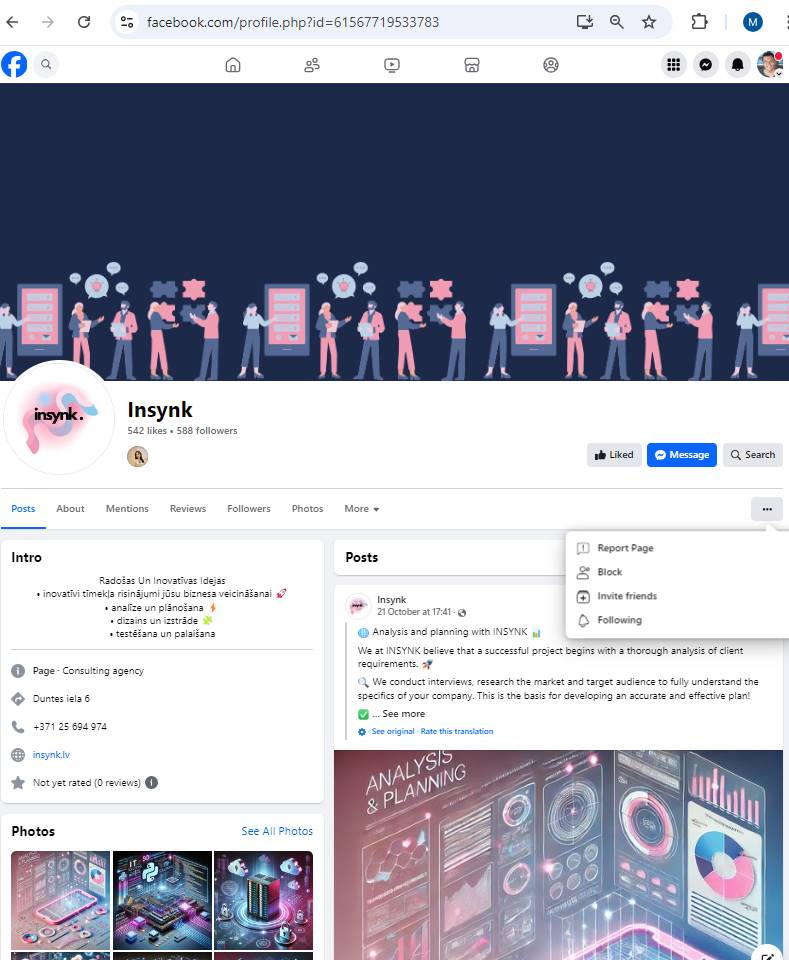 facebook.com/profile.php?id=61567719533783
M
insynk.
Insynk
542 likes • 588 followers
Liked
Message
Search
Posts
About
Mentions
Reviews
Followers
Photos
More
Report Page
Block
Invite friends
Following
Intro
Radošas Un Inovatīvas Idejas
• inovatīvi tīmekļa risinājumi jūsu biznesa veicināšanai 🚀
• analīze un plānošana ⚡
• dizains un izstrāde 🧩
• testēšana un palaišana
Page · Consulting agency
Duntes iela 6
+371 25 694 974
insynk.lv
Not yet rated (0 reviews)
Photos
See All Photos
Posts
Insynk
21 October at 17:41 ·
🌐 Analysis and planning with INSYNK 📊
We at INSYNK believe that a successful project begins with a thorough analysis of client
requirements. 🚀
🔍 We conduct interviews, research the market and target audience to fully understand the
specifics of your company. This is the basis for developing an accurate and effective plan!
✅ ... See more
· See original · Rate this translation
ANALYSIS
& PLANNING